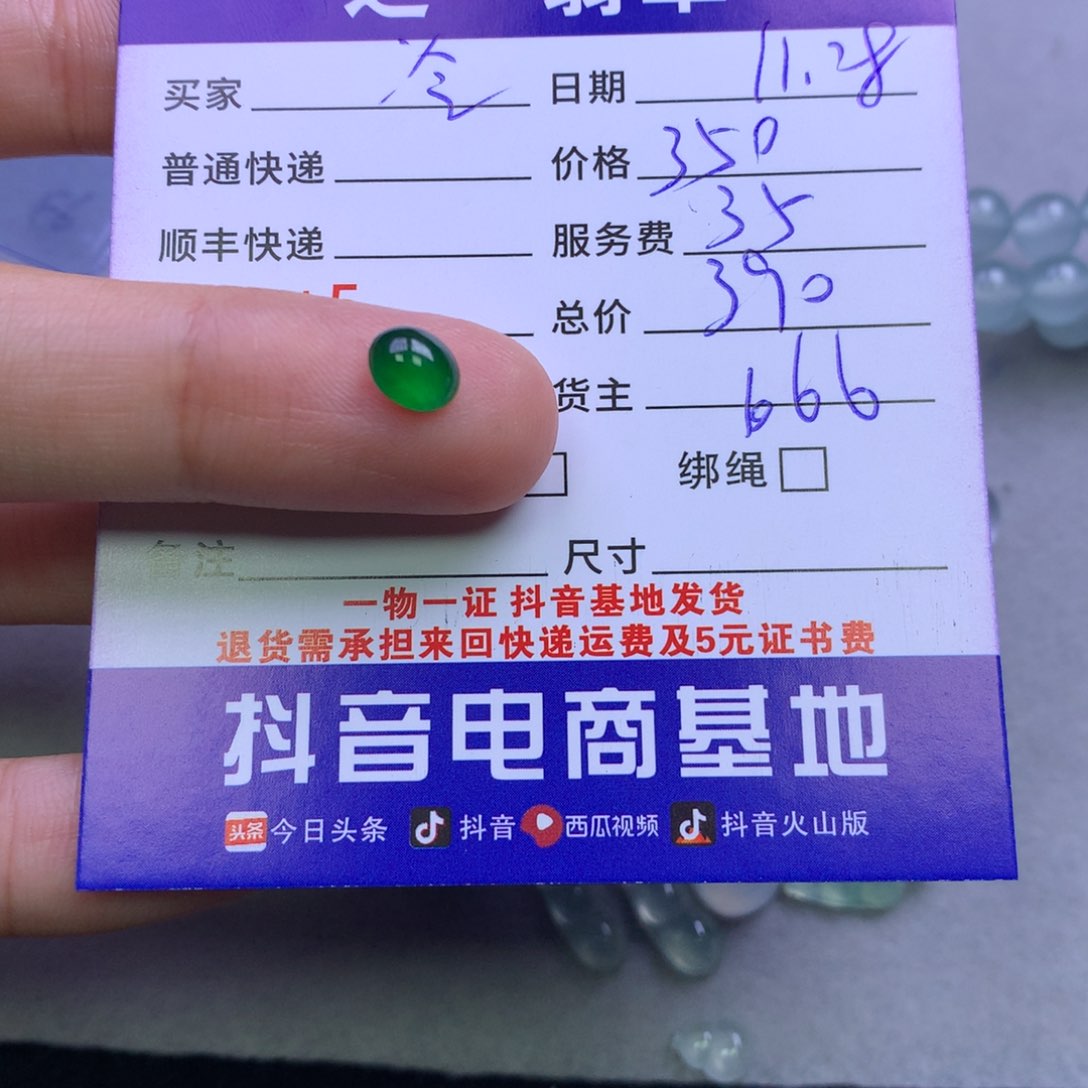 买家 冷 日期 11.28
普通快递 价格 350
顺丰快递 服务费 35
总价 390
货主 666
绑绳
备注 尺寸
一物一证 抖音基地发货
退货需承担来回快递运费及5元证书费
抖音电商基地
头条 今日头条 抖音 西瓜视频 抖音火山版